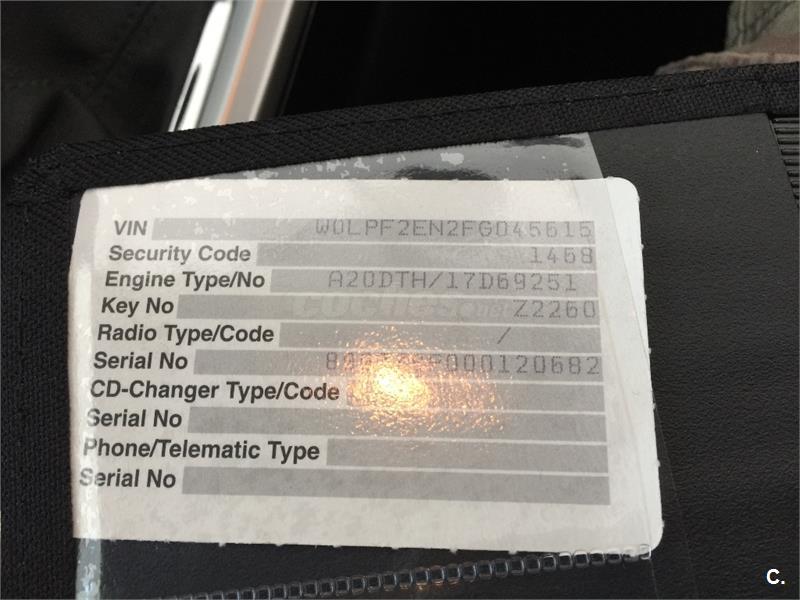 VIN W0LPF2EN2FG045615
Security Code 1468
Engine Type/No A20DTH/17D69251
Key No Z2260
Radio Type/Code /
Serial No
CD-Changer Type/Code
Serial No
Phone/Telematic Type
Serial No
C.